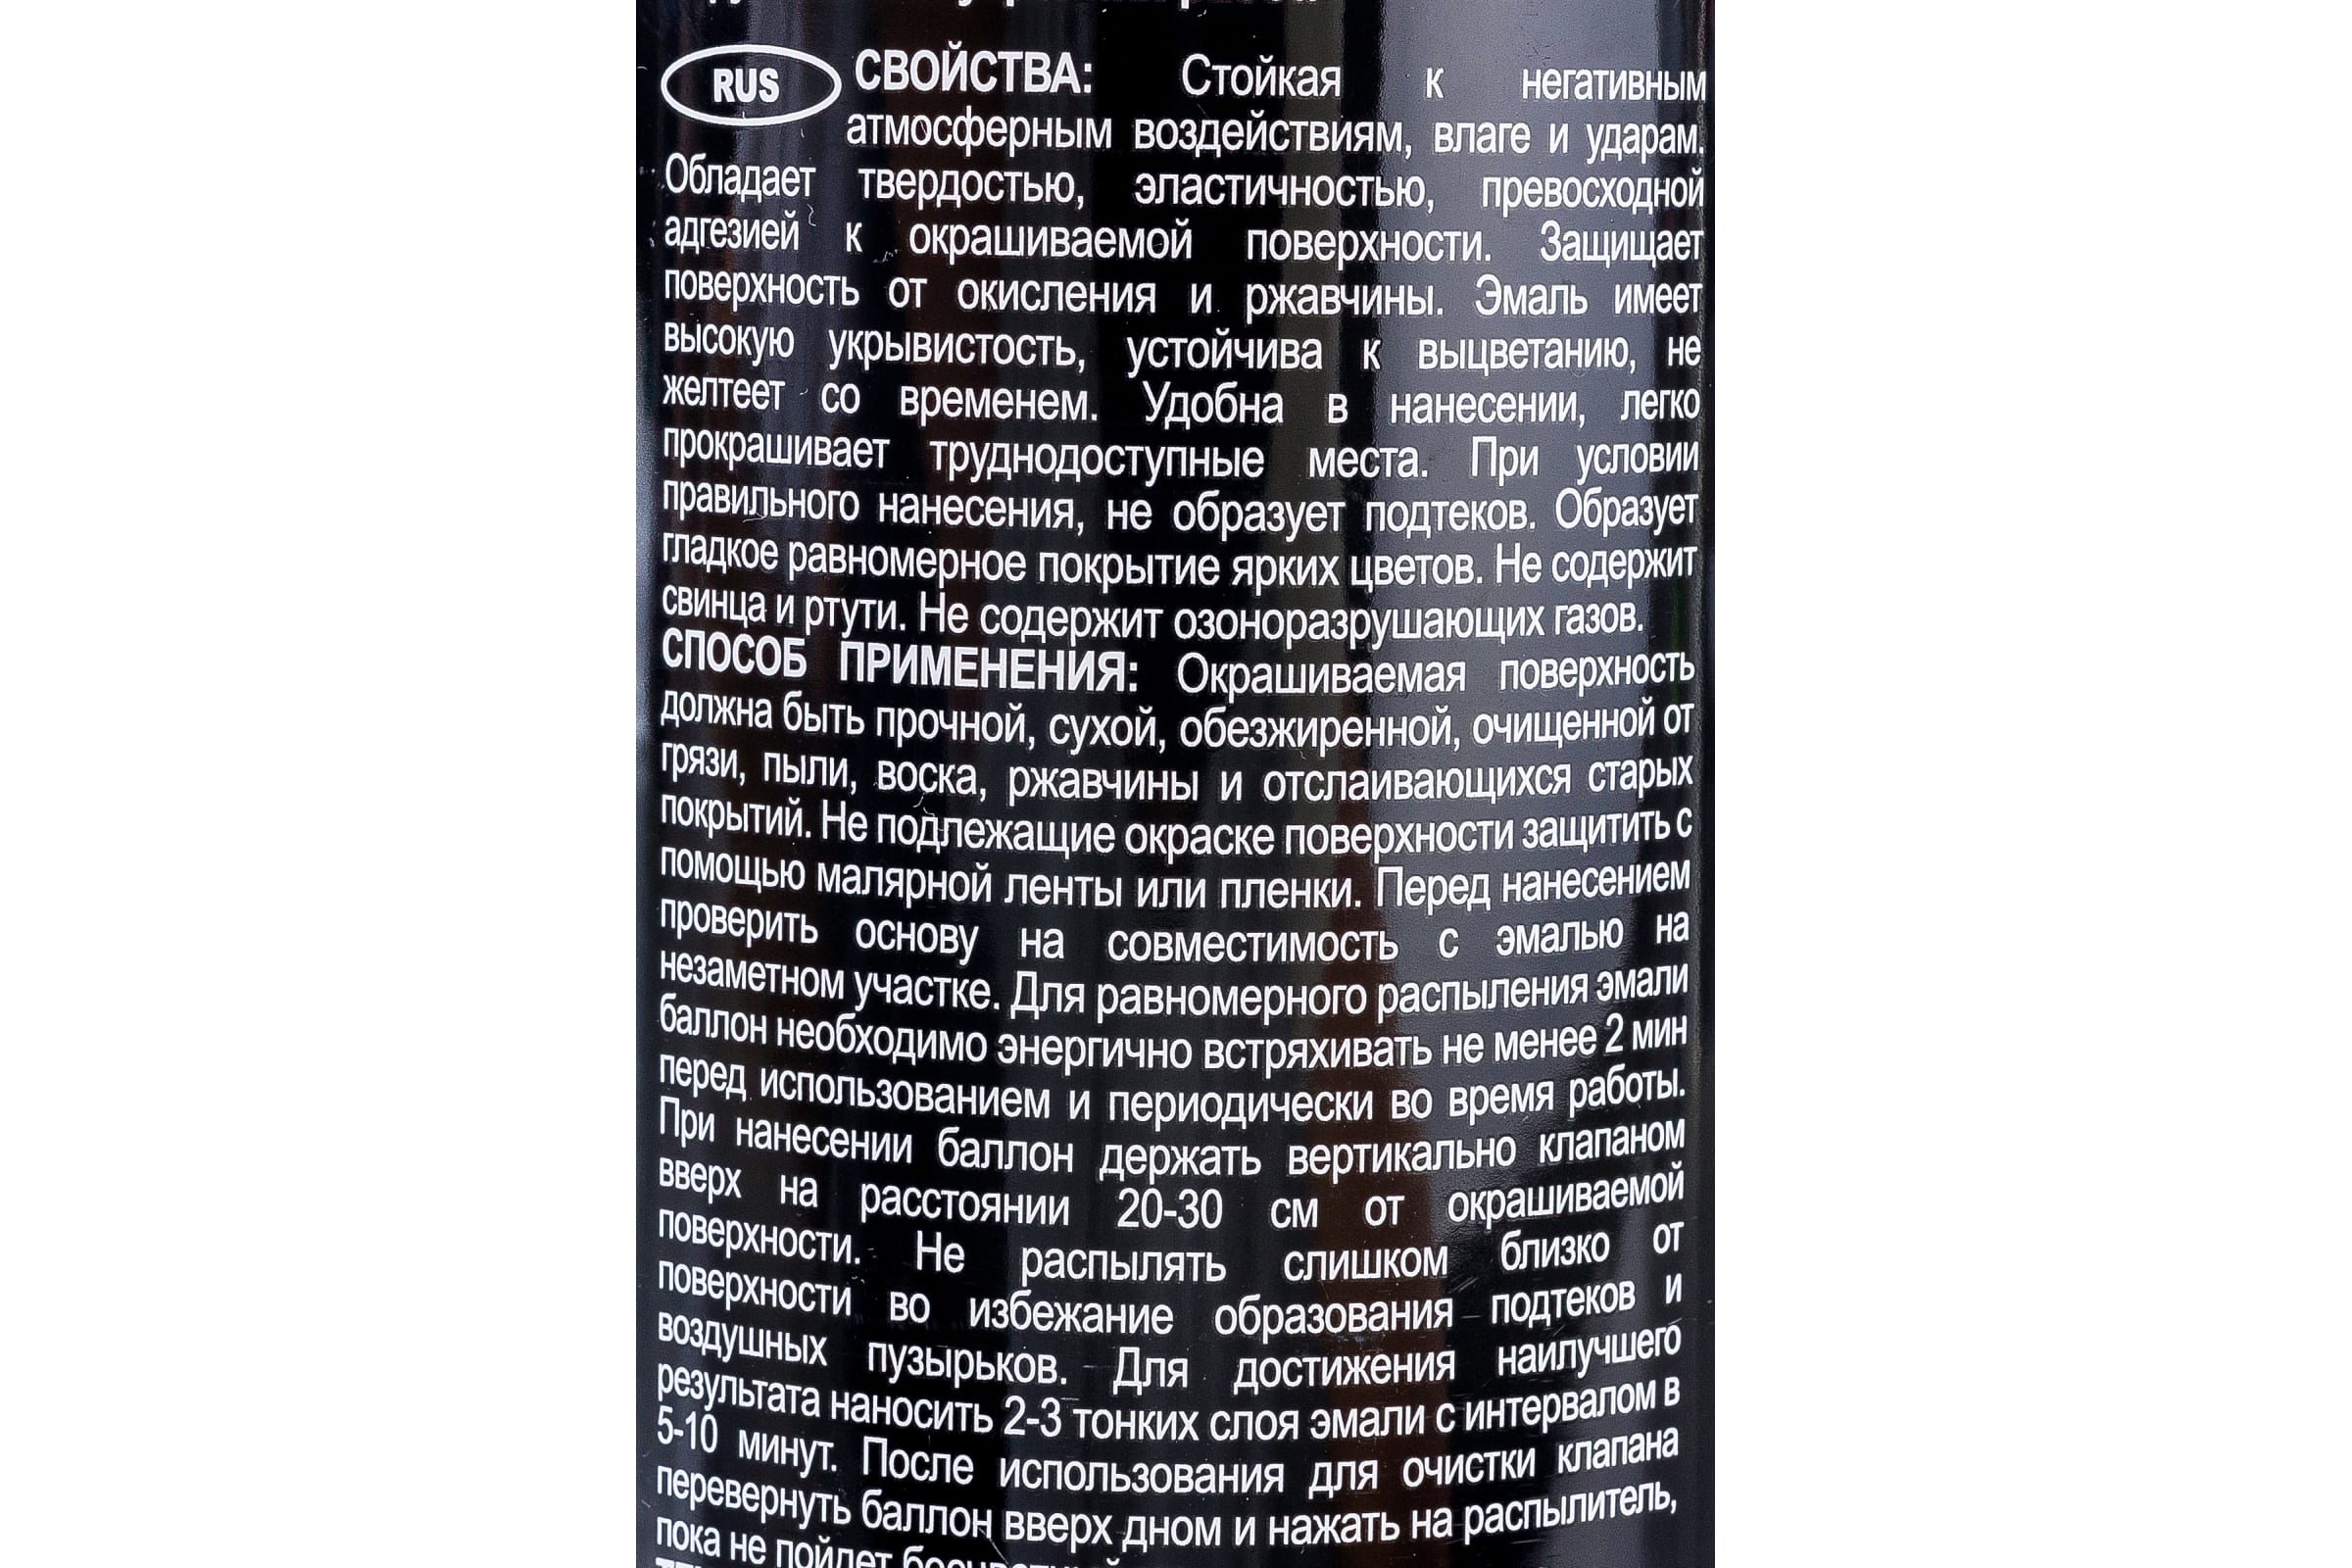 RUS СВОЙСТВА: Стойкая к негативным
атмосферным воздействиям, влаге и ударам.
Обладает твердостью, эластичностью, превосходной
адгезией к окрашиваемой поверхности. Защищает
поверхность от окисления и ржавчины. Эмаль имеет
высокую укрывистость, устойчива к выцветанию, не
желтеет со временем. Удобна в нанесении, легко
прокрашивает труднодоступные места. При условии
правильного нанесения, не образует подтеков. Образует
гладкое равномерное покрытие ярких цветов. Не содержит
свинца и ртути. Не содержит озоноразрушающих газов.
СПОСОБ ПРИМЕНЕНИЯ: Окрашиваемая поверхность
должна быть прочной, сухой, обезжиренной, очищенной от
грязи, пыли, воска, ржавчины и отслаивающихся старых
покрытий. Не подлежащие окраске поверхности защитить с
помощью малярной ленты или пленки. Перед нанесением
проверить основу на совместимость с эмалью на
незаметном участке. Для равномерного распыления эмали
баллон необходимо энергично встряхивать не менее 2 мин
перед использованием и периодически во время работы.
При нанесении баллон держать вертикально клапаном
вверх на расстоянии 20-30 см от окрашиваемой
поверхности. Не распылять слишком близко от
поверхности во избежание образования подтеков и
воздушных пузырьков. Для достижения наилучшего
результата наносить 2-3 тонких слоя эмали с интервалом в
5-10 минут. После использования для очистки клапана
перевернуть баллон вверх дном и нажать на распылитель,
пока не пойдет